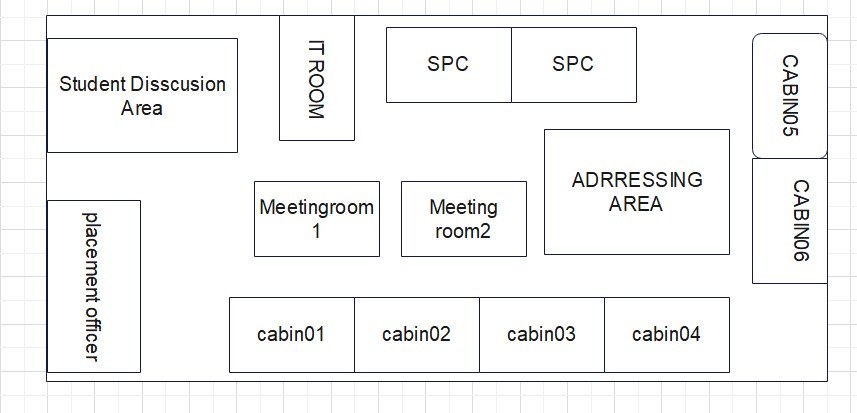 Student Disscusion
Area
IT ROOM
SPC
SPC
CABIN05
placement officer
Meetingroom
1
Meeting
room2
ADRRESSING
AREA
CABIN06
cabin01
cabin02
cabin03
cabin04